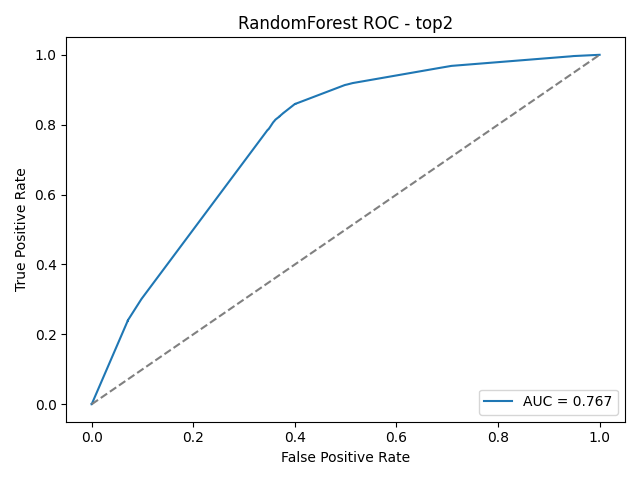 RandomForest ROC - top2
True Positive Rate
1.0
0.8
0.6
0.4
0.2
0.0
AUC = 0.767
0.0 0.2 0.4 0.6 0.8 1.0
False Positive Rate